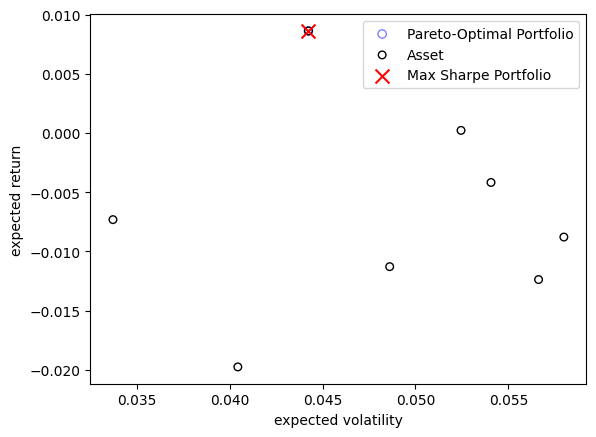 0.010
0.005
0.000
−0.005
−0.010
−0.015
−0.020
expected return
Pareto-Optimal Portfolio
Asset
Max Sharpe Portfolio
0.035 0.040 0.045 0.050 0.055
expected volatility